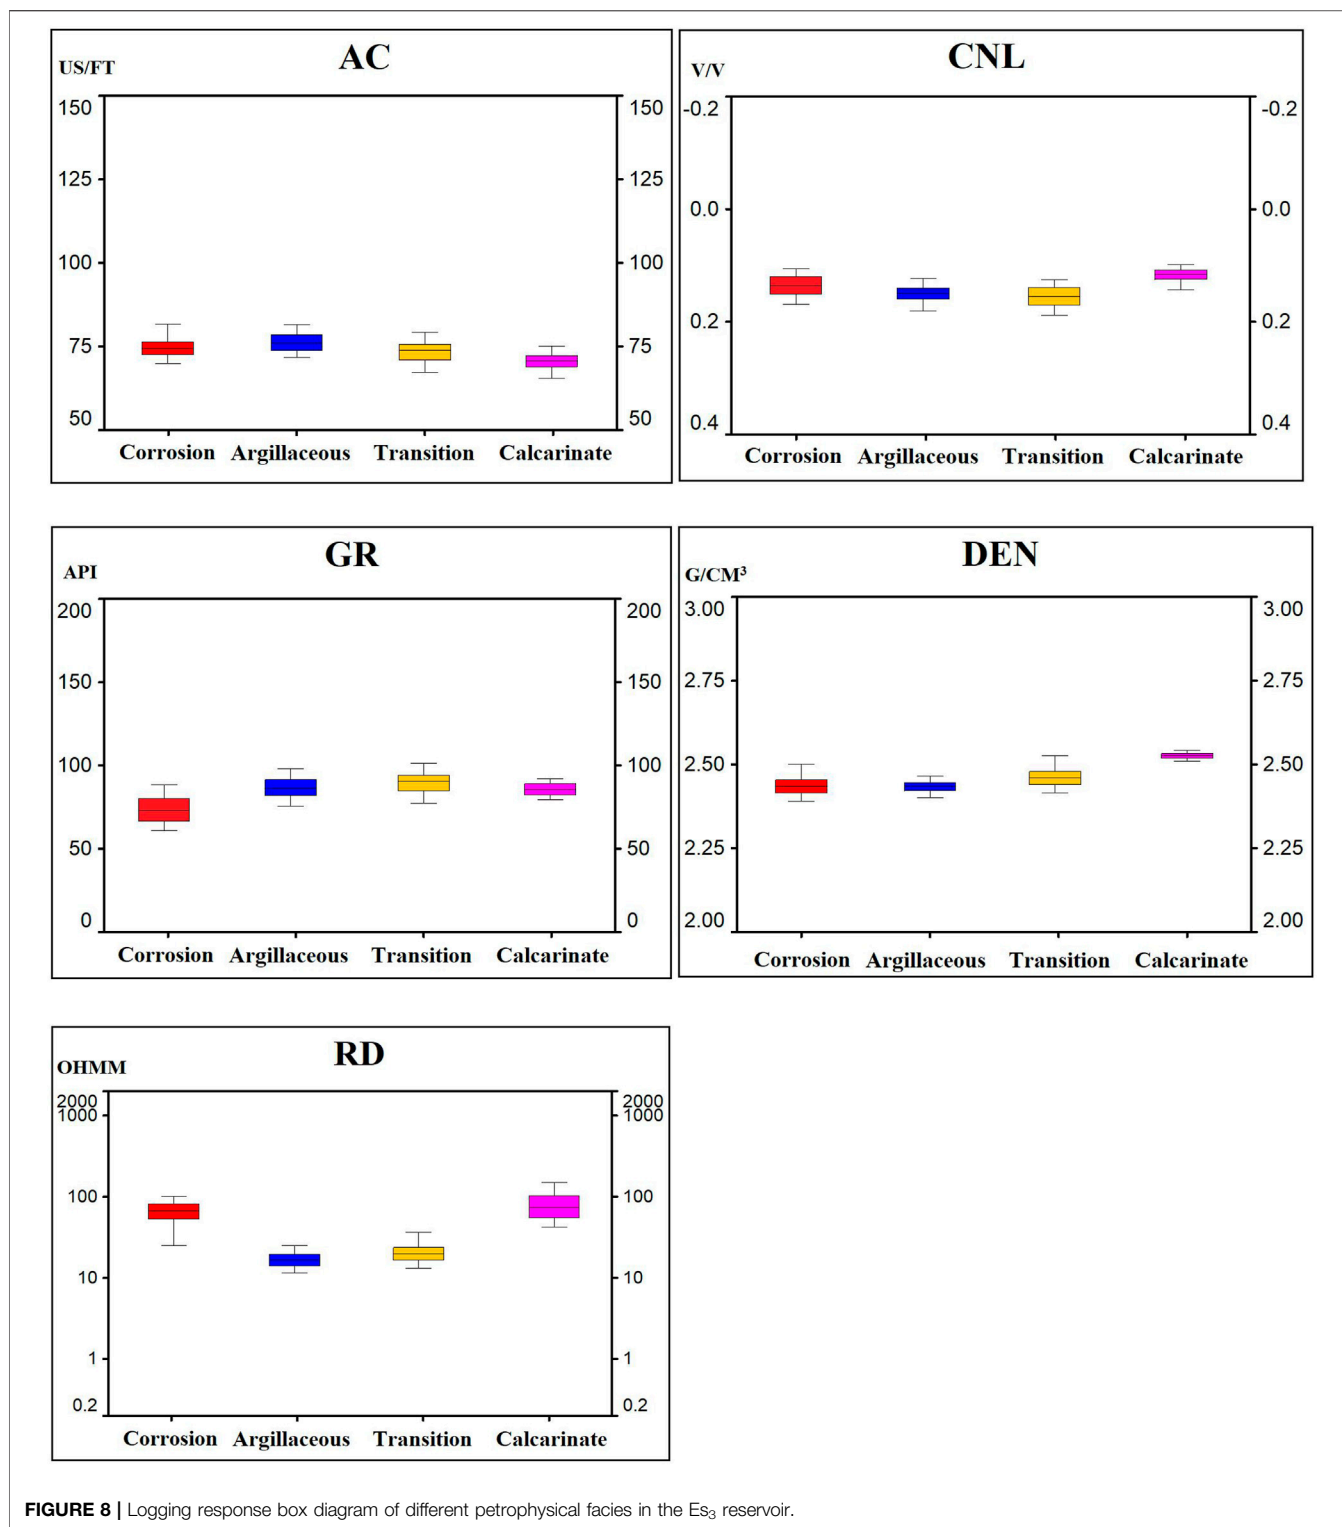 AC
US/FT
150 150
125 125
100 100
75 75
50 50
Corrosion Argillaceous Transition Calcarinate
CNL
V/V
-0.2 -0.2
0.0 0.0
0.2 0.2
0.4 0.4
Corrosion Argillaceous Transition Calcarinate
GR
API
200 200
150 150
100 100
50 50
0 0
Corrosion Argillaceous Transition Calcarinate
DEN
G/CM³
3.00 3.00
2.75 2.75
2.50 2.50
2.25 2.25
2.00 2.00
Corrosion Argillaceous Transition Calcarinate
RD
OHMM
2000 2000
1000 1000
100 100
10 10
1 1
0.2 0.2
Corrosion Argillaceous Transition Calcarinate
FIGURE 8 | Logging response box diagram of different petrophysical facies in the Es₃ reservoir.